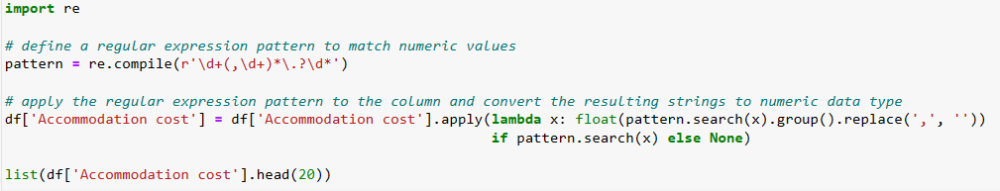 import re
# define a regular expression pattern to match numeric values
pattern = re.compile(r'\d+(,\d+)*\.?\d*')
# apply the regular expression pattern to the column and convert the resulting strings to numeric data type
df['Accommodation cost'] = df['Accommodation cost'].apply(lambda x: float(pattern.search(x).group().replace(',', ''))
if pattern.search(x) else None)
list(df['Accommodation cost'].head(20))